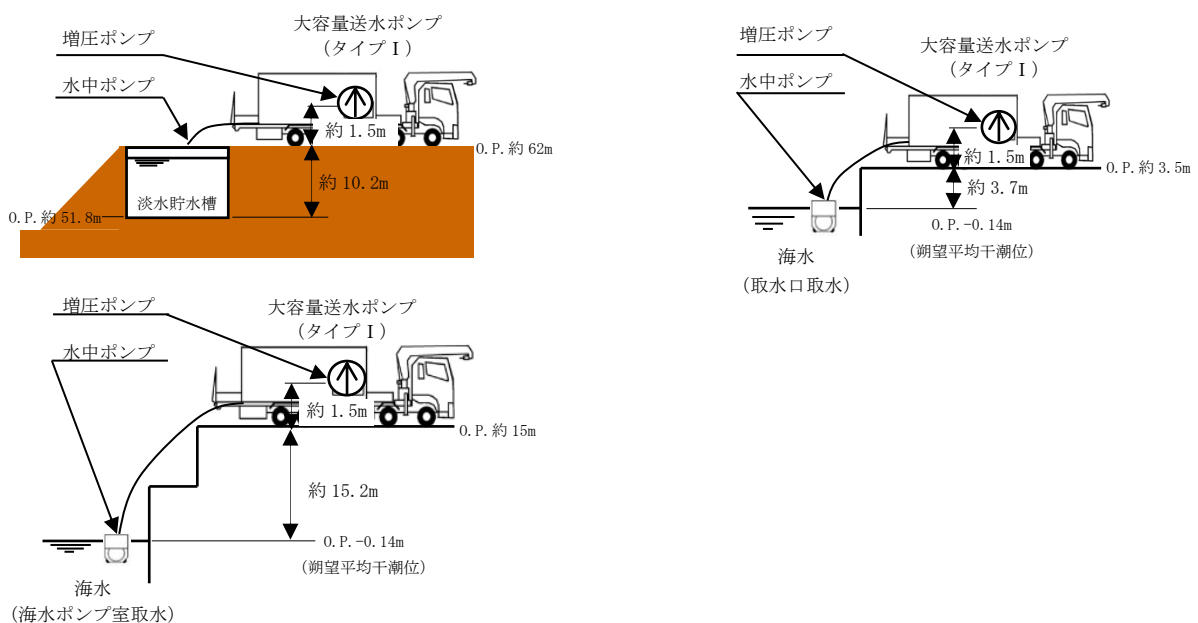 大容量送水ポンプ
(タイプⅠ)
増圧ポンプ
水中ポンプ
約 1.5m
O.P.約 62m
約 10.2m
淡水貯水槽
O.P.約 51.8m
大容量送水ポンプ
(タイプⅠ)
増圧ポンプ
水中ポンプ
約 1.5m
O.P.約 3.5m
約 3.7m
O.P.-0.14m
(朔望平均干潮位)
海水
(取水口取水)
大容量送水ポンプ
(タイプⅠ)
増圧ポンプ
水中ポンプ
約 1.5m
O.P.約 15m
約 15.2m
O.P.-0.14m
(朔望平均干潮位)
海水
(海水ポンプ室取水)